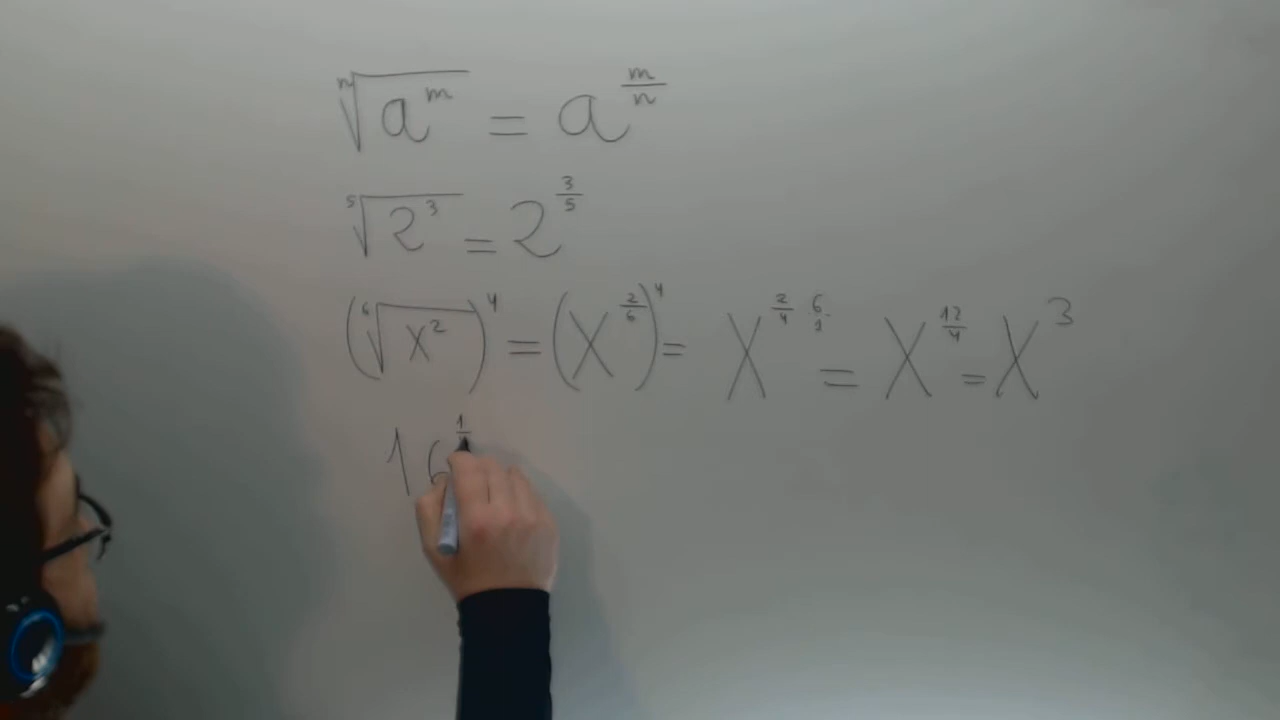 ⁿ√(a^m) = a^(m/n)
⁵√(2³) = 2^(3/5)
(⁶√(x²))⁴ = (x^(2/6))⁴ = x^(2/4 · 6/1) = x^(12/4) = x³
16^(1/